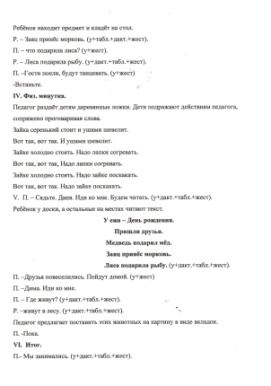 Ребёнок находит предмет и кладёт на стол.
Р. – Заяц принёс морковь. (у+табл.+дакт.+жест).
П. – что подарила лиса? (у+жест).
Р. – Лиса подарила рыбу. (у+дакт.+табл.+жест).
П. –Гости поели, будут танцевать. (у+жест)
-Встаньте.
IV. Физ. минутка.
Педагог раздаёт детям деревянные ложки. Дети подражают действиям педагога,
сопряжено проговаривая слова.
Зайка серенький стоит и ушами шевелит.
Вот так, вот так. И ушами шевелит.
Зайке холодно стоять. Надо лапки согревать.
Вот так, вот так, Надо лапки согревать.
Зайке холодно стоять. Надо зайке поскакать.
Вот так, вот так. Надо зайке поскакать.
V. П. – Сядьте. Даня. Иди ко мне. Будем читать. (у+дакт.+табл.+жест).
Ребёнок у доски, а остальные на местах читают текст.
У ежа – День рождения.
Пришли друзья.
Медведь подарил мёд.
Заяц принёс морковь.
Лиса подарила рыбу. (у+дакт.+табл.+жест).
П. –Друзья повеселились. Пойдут домой. (у+жест)
П. –Дима. Иди ко мне.
П. – Где живут? (у+дакт.+табл.+жест).
Р. –живут в лесу. (у+дакт.+табл.+жест).
Педагог предлагает поставить этих животных на картину в виде вкладок.
П. -Пока.
VI. Итог.
П.- Мы занимались. (у+дакт.+табл.+жест).